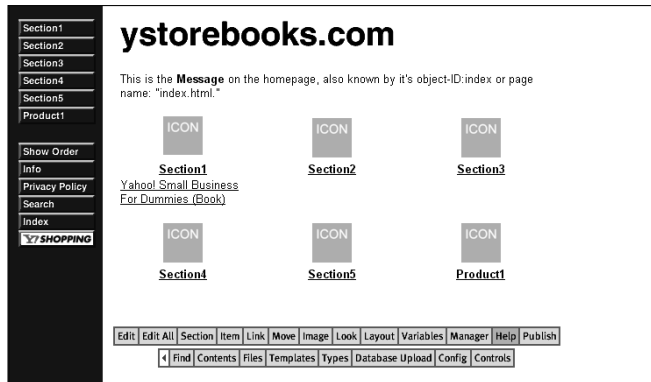 Section1
Section2
Section3
Section4
Section5
Product1
Show Order
Info
Privacy Policy
Search
Index
Y! SHOPPING
ystorebooks.com
This is the Message on the homepage, also known by it's object-ID:index or page
name: "index.html."
ICON ICON ICON
Section1 Section2 Section3
Yahoo! Small Business
For Dummies (Book)
ICON ICON ICON
Section4 Section5 Product1
Edit Edit All Section Item Link Move Image Look Layout Variables Manager Help Publish
Find Contents Files Templates Types Database Upload Config Controls